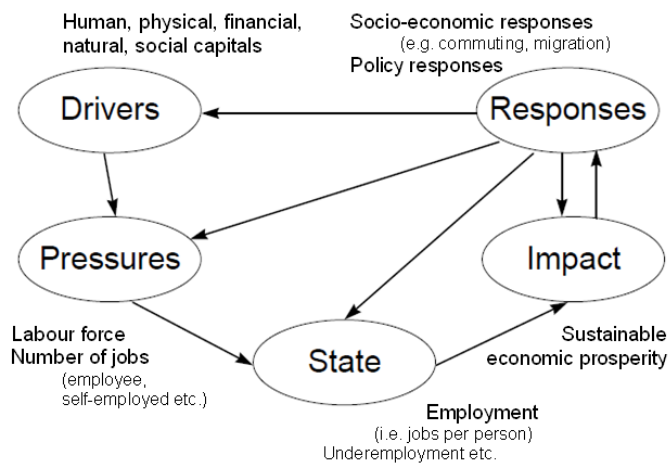 Human, physical, financial,
natural, social capitals
Socio-economic responses
(e.g. commuting, migration)
Policy responses
Drivers
Responses
Pressures
Impact
Labour force
Number of jobs
(employee,
self-employed etc.)
State
Sustainable
economic prosperity
Employment
(i.e. jobs per person)
Underemployment etc.